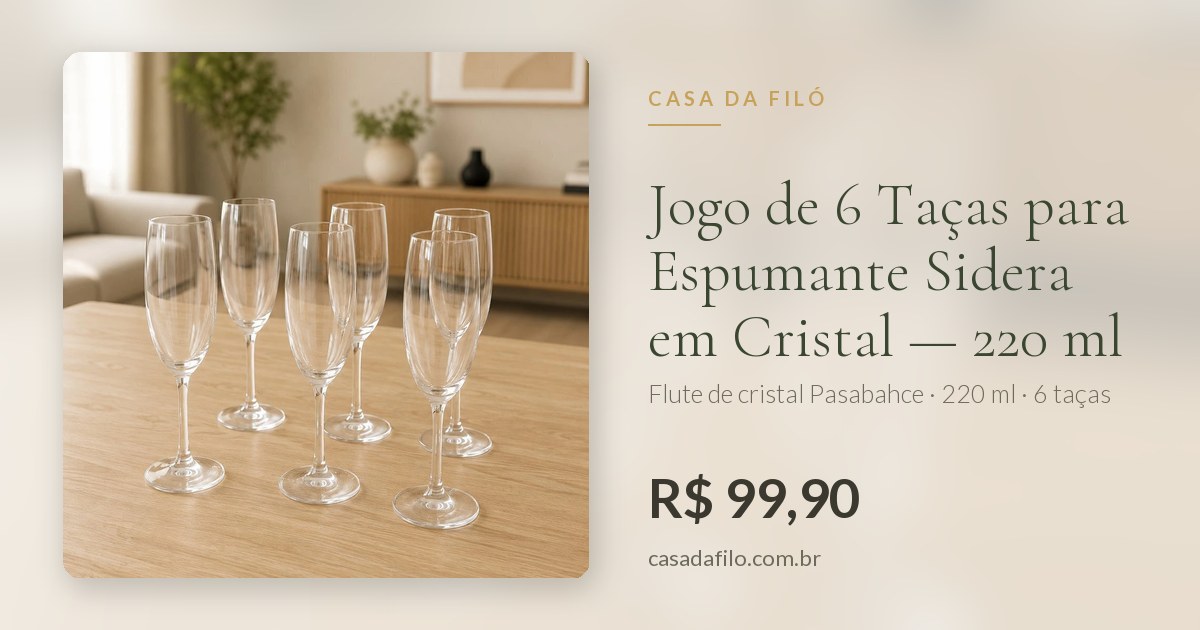 CASA DA FILÓ
Jogo de 6 Taças para
Espumante Sidera
em Cristal — 220 ml
Flute de cristal Pasabahce · 220 ml · 6 taças
R$ 99,90
casadafilo.com.br